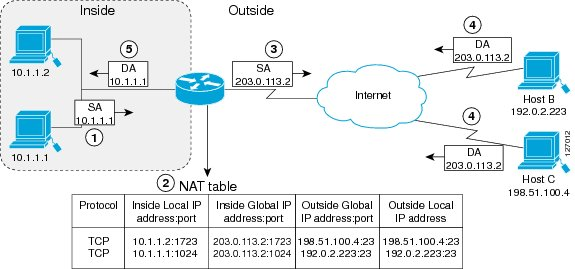 Inside
Outside
10.1.1.2
5
DA
10.1.1.1
SA
10.1.1.1
1
10.1.1.1
3
SA
203.0.113.2
Internet
4
DA
203.0.113.2
Host B
192.0.2.223
4
DA
203.0.113.2
Host C
198.51.100.4
127012
2
NAT table
Protocol Inside Local IP address:port Inside Global IP address:port Outside Global IP address:port Outside Local IP address
TCP 10.1.1.2:1723 203.0.113.2:1723 198.51.100.4:23 198.51.100.4:23
TCP 10.1.1.1:1024 203.0.113.2:1024 192.0.2.223:23 192.0.2.223:23